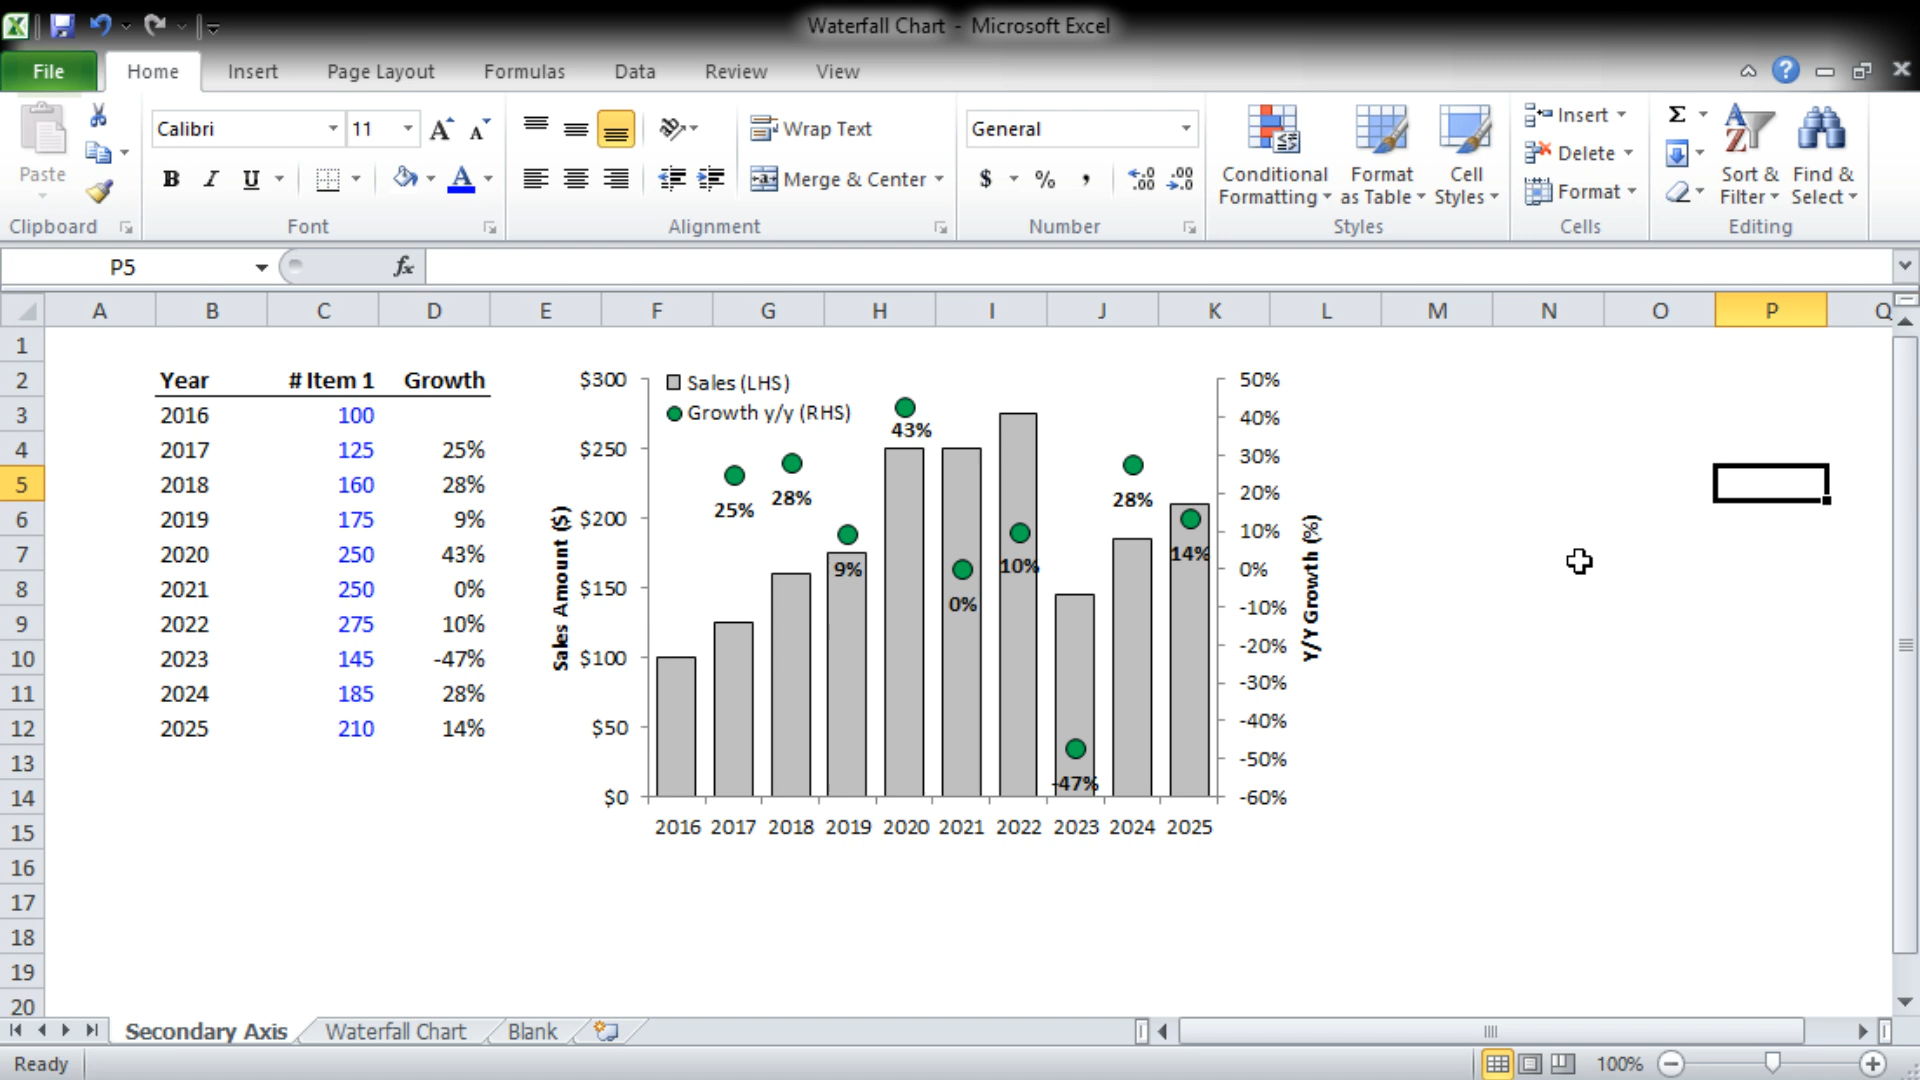 Waterfall Chart - Microsoft Excel
File Home Insert Page Layout Formulas Data Review View
Calibri 11 Wrap Text General Insert
Paste B I U A Merge & Center $ % , Conditional Formatting Format as Table Cell Styles Delete Format Sort & Filter Find & Select
Clipboard Font Alignment Number Styles Cells Editing
P5 fx
A B C D E F G H I J K L M N O P Q
1
2 Year # Item 1 Growth
3 2016 100
4 2017 125 25%
5 2018 160 28%
6 2019 175 9%
7 2020 250 43%
8 2021 250 0%
9 2022 275 10%
10 2023 145 -47%
11 2024 185 28%
12 2025 210 14%
13
14
15
16
17
18
19
20
Sales (LHS)
Growth y/y (RHS)
Sales Amount ($)
$300
$250
$200
$150
$100
$50
$0
25% 28% 9% 43% 0% 10% -47% 28% 14%
50%
40%
30%
20%
10%
0%
-10%
-20%
-30%
-40%
-50%
-60%
Y/Y Growth (%)
2016 2017 2018 2019 2020 2021 2022 2023 2024 2025
Secondary Axis Waterfall Chart Blank
Ready 100%